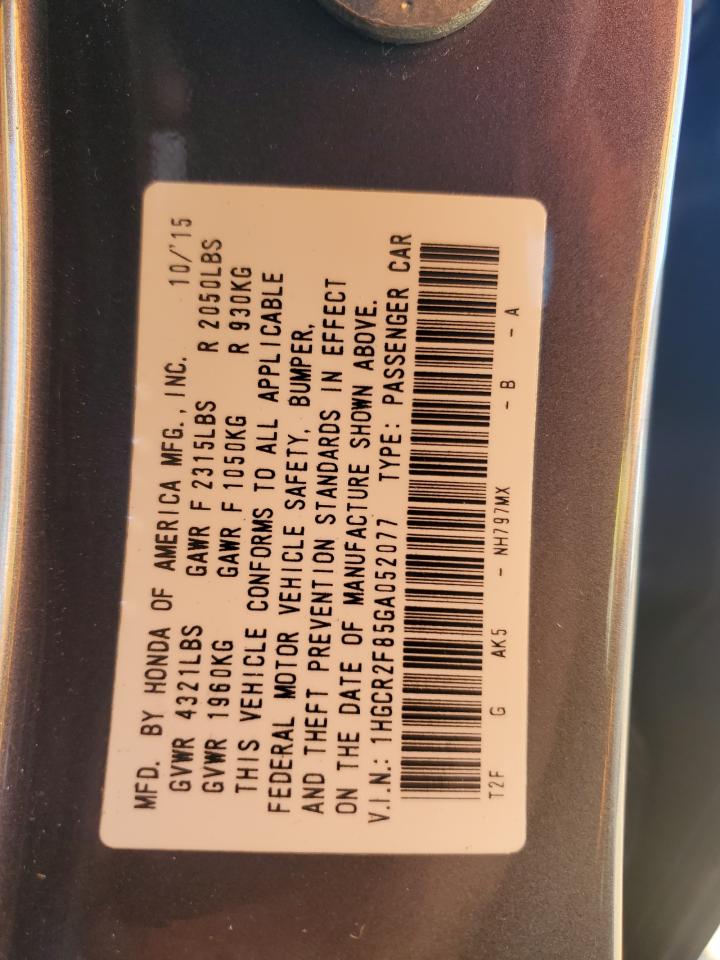 MFD. BY HONDA OF AMERICA MFG., INC. 10/'15
GVWR 4321LBS GAWR F 2315LBS R 2050LBS
GVWR 1960KG GAWR F 1050KG R 930KG
THIS VEHICLE CONFORMS TO ALL APPLICABLE
FEDERAL MOTOR VEHICLE SAFETY, BUMPER,
AND THEFT PREVENTION STANDARDS IN EFFECT
ON THE DATE OF MANUFACTURE SHOWN ABOVE.
V.I.N.: 1HGCR2F85GA052077 TYPE: PASSENGER CAR
T2F G AK5 - NH797MX - B - A